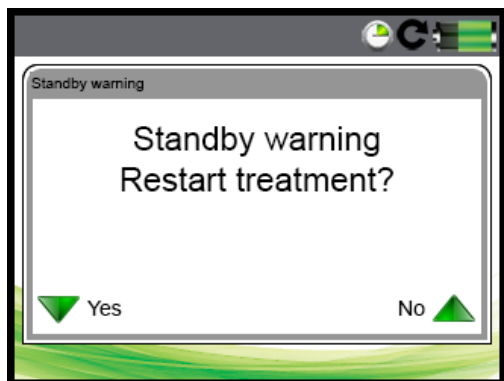 Standby warning
Standby warning
Restart treatment?
Yes
No